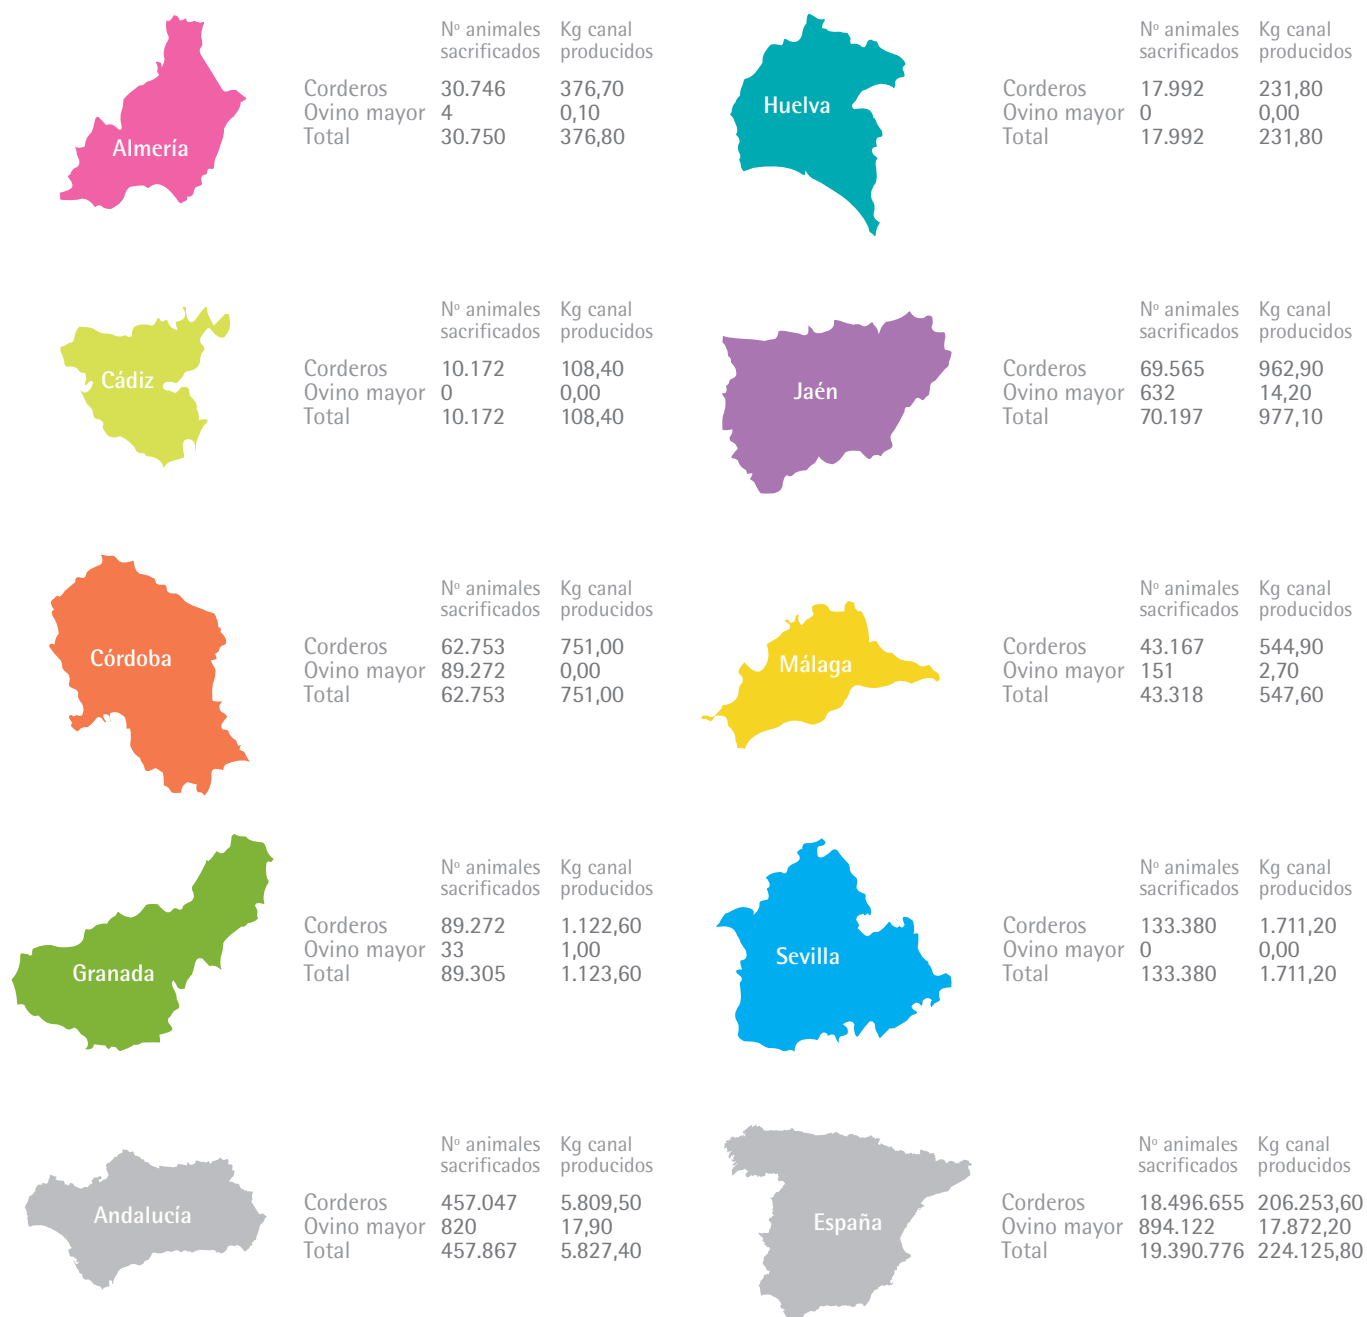 Almería
Nº animales sacrificados Kg canal producidos
Corderos 30.746 376,70
Ovino mayor 4 0,10
Total 30.750 376,80
Huelva
Nº animales sacrificados Kg canal producidos
Corderos 17.992 231,80
Ovino mayor 0 0,00
Total 17.992 231,80
Cádiz
Nº animales sacrificados Kg canal producidos
Corderos 10.172 108,40
Ovino mayor 0 0,00
Total 10.172 108,40
Jaén
Nº animales sacrificados Kg canal producidos
Corderos 69.565 962,90
Ovino mayor 632 14,20
Total 70.197 977,10
Córdoba
Nº animales sacrificados Kg canal producidos
Corderos 62.753 751,00
Ovino mayor 89.272 0,00
Total 62.753 751,00
Málaga
Nº animales sacrificados Kg canal producidos
Corderos 43.167 544,90
Ovino mayor 151 2,70
Total 43.318 547,60
Granada
Nº animales sacrificados Kg canal producidos
Corderos 89.272 1.122,60
Ovino mayor 33 1,00
Total 89.305 1.123,60
Sevilla
Nº animales sacrificados Kg canal producidos
Corderos 133.380 1.711,20
Ovino mayor 0 0,00
Total 133.380 1.711,20
Andalucía
Nº animales sacrificados Kg canal producidos
Corderos 457.047 5.809,50
Ovino mayor 820 17,90
Total 457.867 5.827,40
España
Nº animales sacrificados Kg canal producidos
Corderos 18.496.655 206.253,60
Ovino mayor 894.122 17.872,20
Total 19.390.776 224.125,80